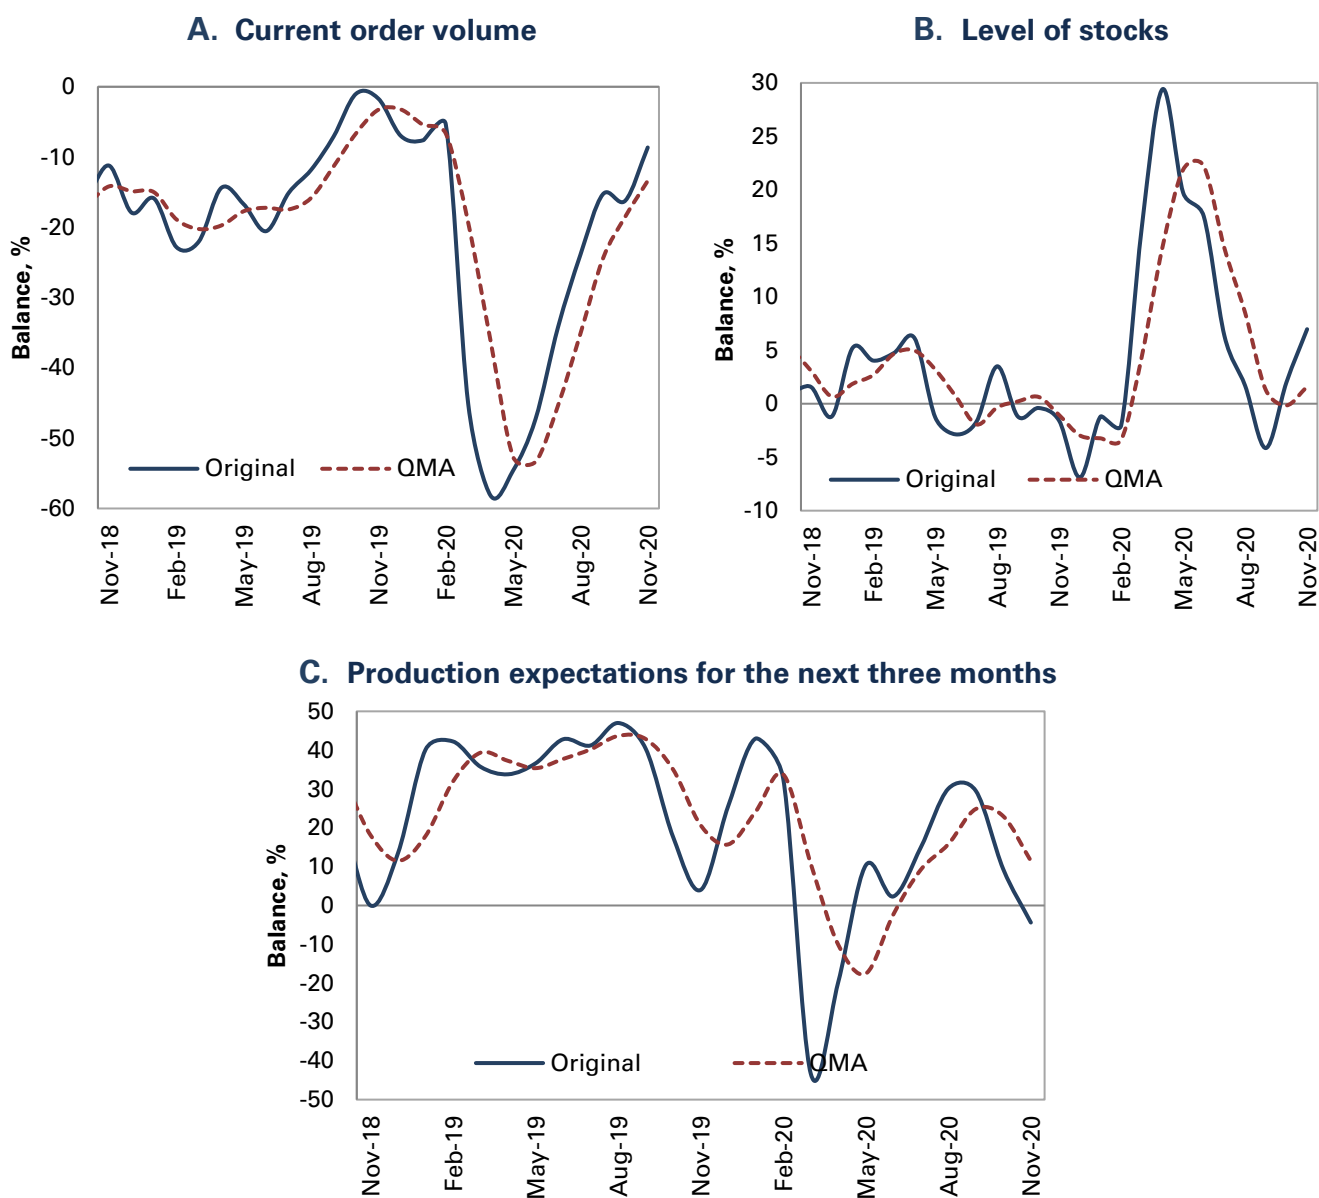 A. Current order volume
Balance, %
0
-10
-20
-30
-40
-50
-60
Original
QMA
Nov-18
Feb-19
May-19
Aug-19
Nov-19
Feb-20
May-20
Aug-20
Nov-20
B. Level of stocks
Balance, %
30
25
20
15
10
5
0
-5
-10
Original
QMA
Nov-18
Feb-19
May-19
Aug-19
Nov-19
Feb-20
May-20
Aug-20
Nov-20
C. Production expectations for the next three months
Balance, %
50
40
30
20
10
0
-10
-20
-30
-40
-50
Original
QMA
Nov-18
Feb-19
May-19
Aug-19
Nov-19
Feb-20
May-20
Aug-20
Nov-20